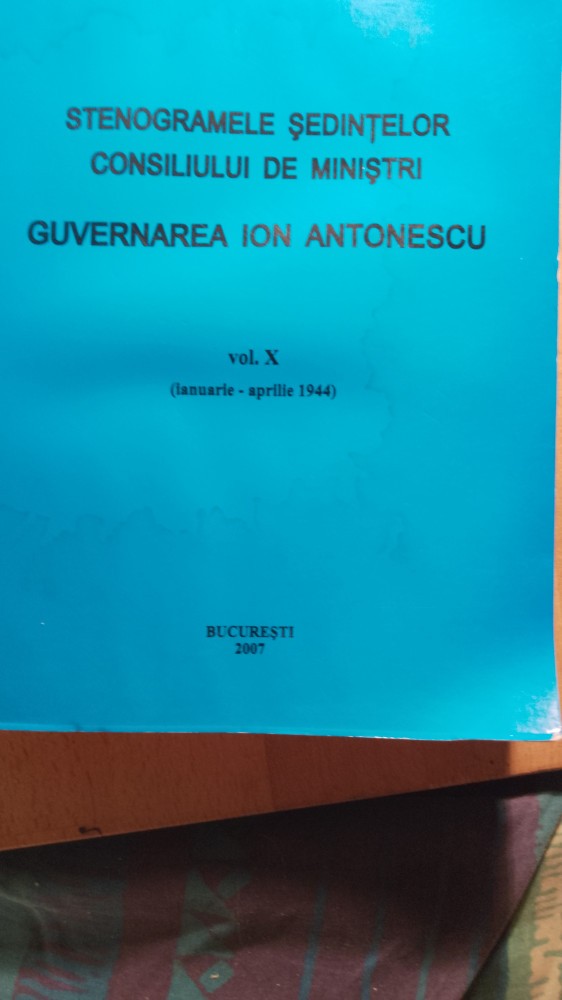 STENOGRAMELE ŞEDINŢELOR
CONSILIULUI DE MINIŞTRI
GUVERNAREA ION ANTONESCU
vol. X
(ianuarie - aprilie 1944)
BUCUREŞTI
2007